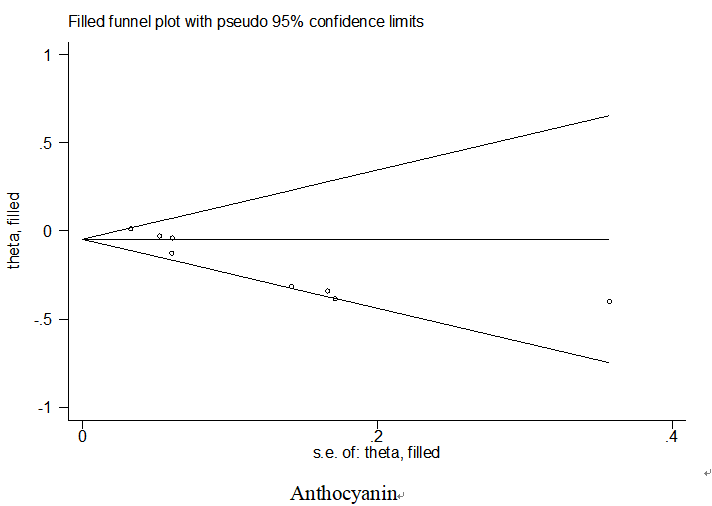 Filled funnel plot with pseudo 95% confidence limits
theta, filled
1
.5
0
-.5
-1
0
.2
.4
s.e. of: theta, filled
Anthocyanin